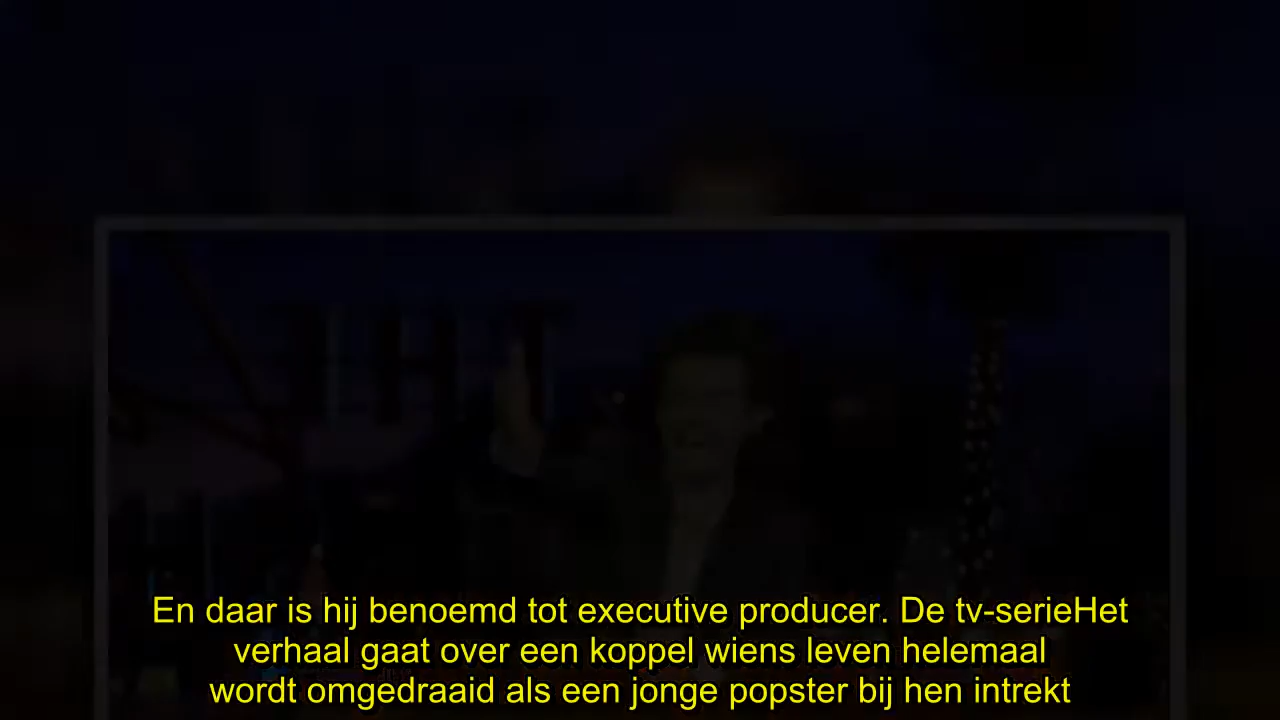 En daar is hij benoemd tot executive producer. De tv-serieHet
verhaal gaat over een koppel wiens leven helemaal
wordt omgedraaid als een jonge popster bij hen intrekt